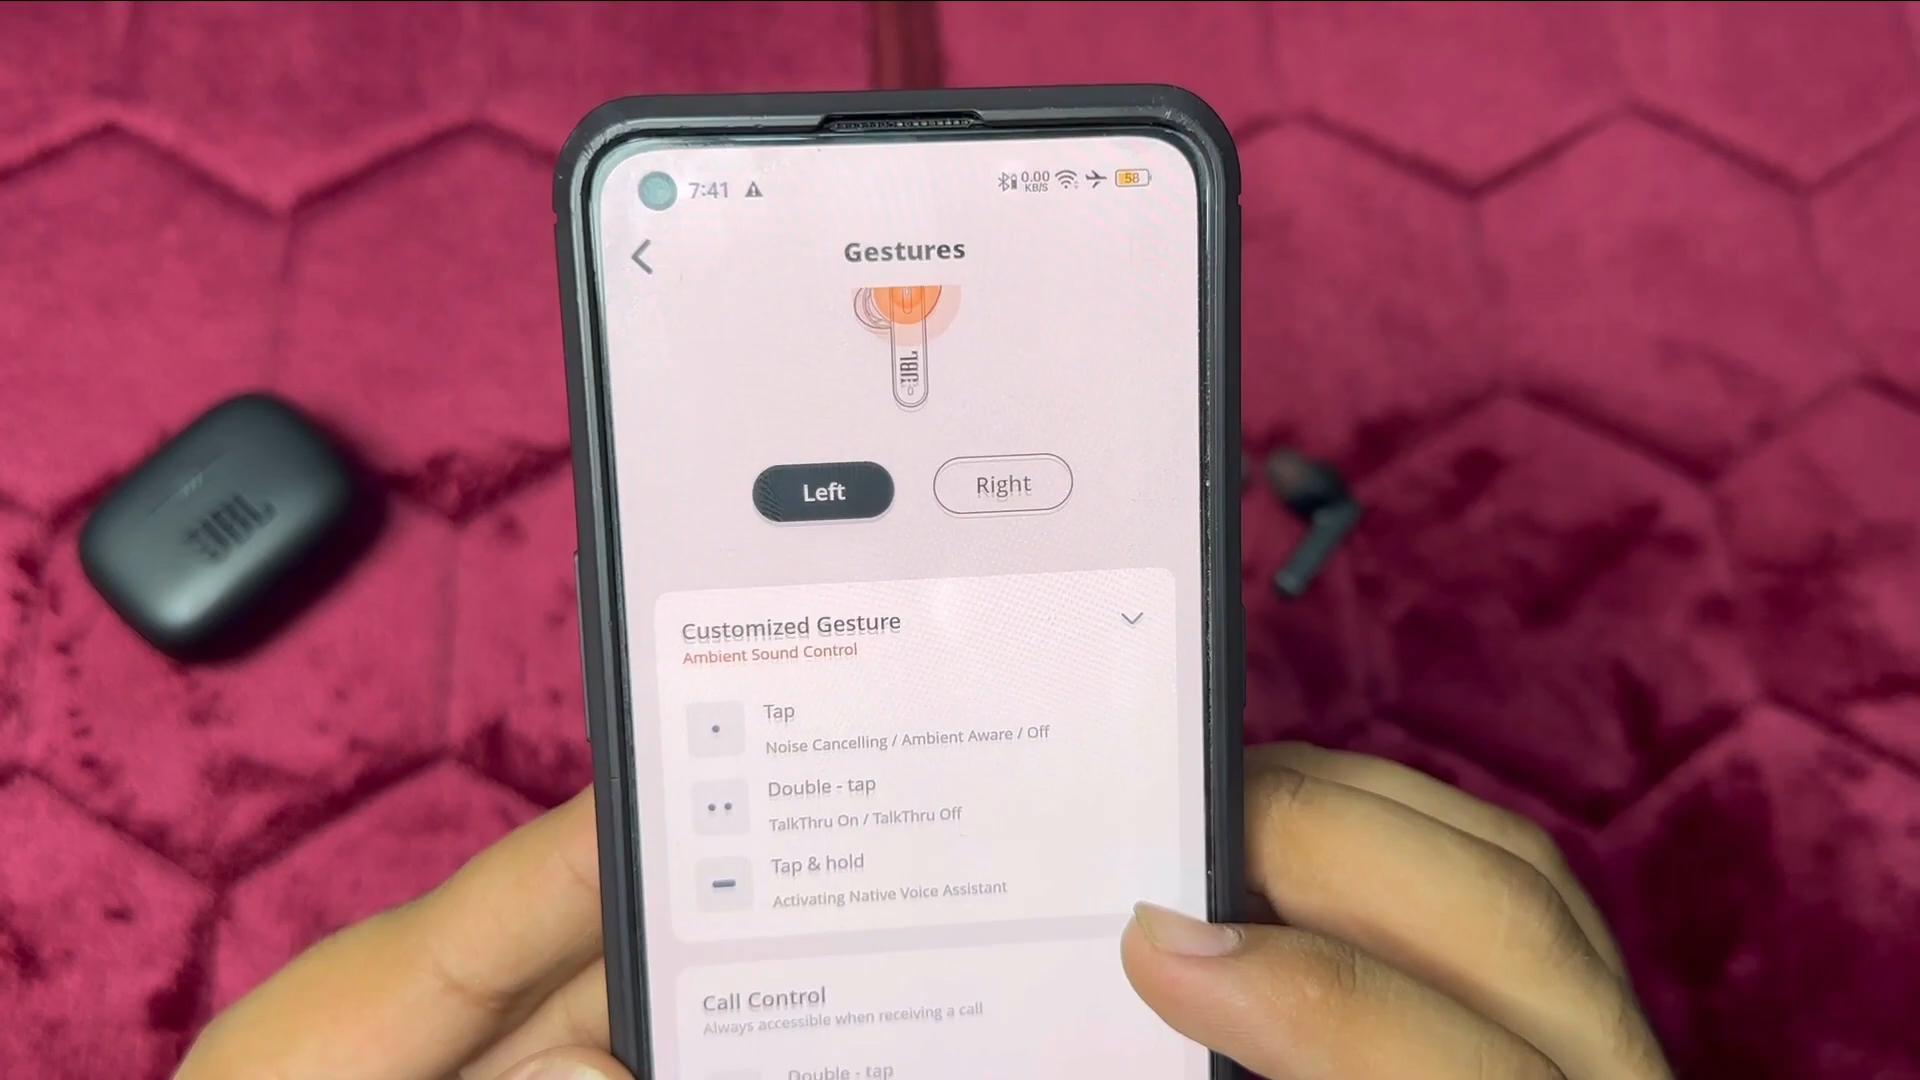 7:41
0.00
KB/S
58
Gestures
JBL
Left
Right
JBL
Customized Gesture
Ambient Sound Control
Tap
Noise Cancelling / Ambient Aware / Off
Double - tap
TalkThru On / TalkThru Off
Tap & hold
Activating Native Voice Assistant
Call Control
Always accessible when receiving a call
Double - tap